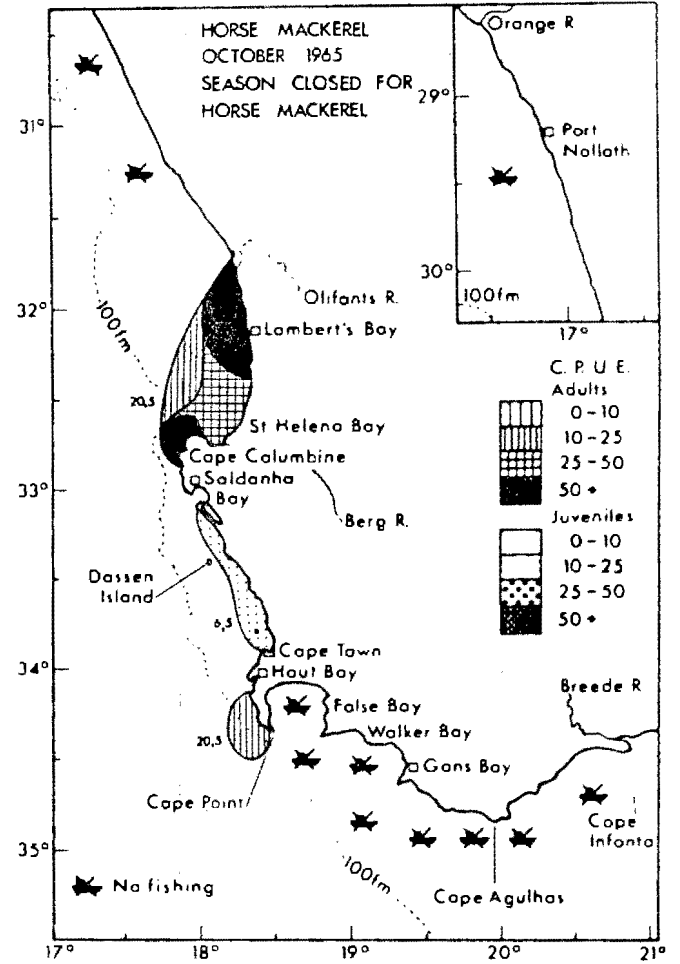 HORSE MACKEREL
OCTOBER 1965
SEASON CLOSED FOR
HORSE MACKEREL
Orange R
29°
Port
Nolloth
30°
100fm
17°
31°
32°
33°
34°
35°
100fm
Olifants R.
Lambert's Bay
20,5
St Helena Bay
Cape Columbine
Saldanha
Bay
Berg R.
Dassen
Island
6,5
Cape Town
Hout Bay
False Bay
Walker Bay
20,5
Gans Bay
Cape Point
Breede R
Cape
Infanta
100fm
Cape Agulhas
No fishing
C. P. U. E.
Adults
0-10
10-25
25-50
50+
Juveniles
0-10
10-25
25-50
50+
17° 18° 19° 20° 21°